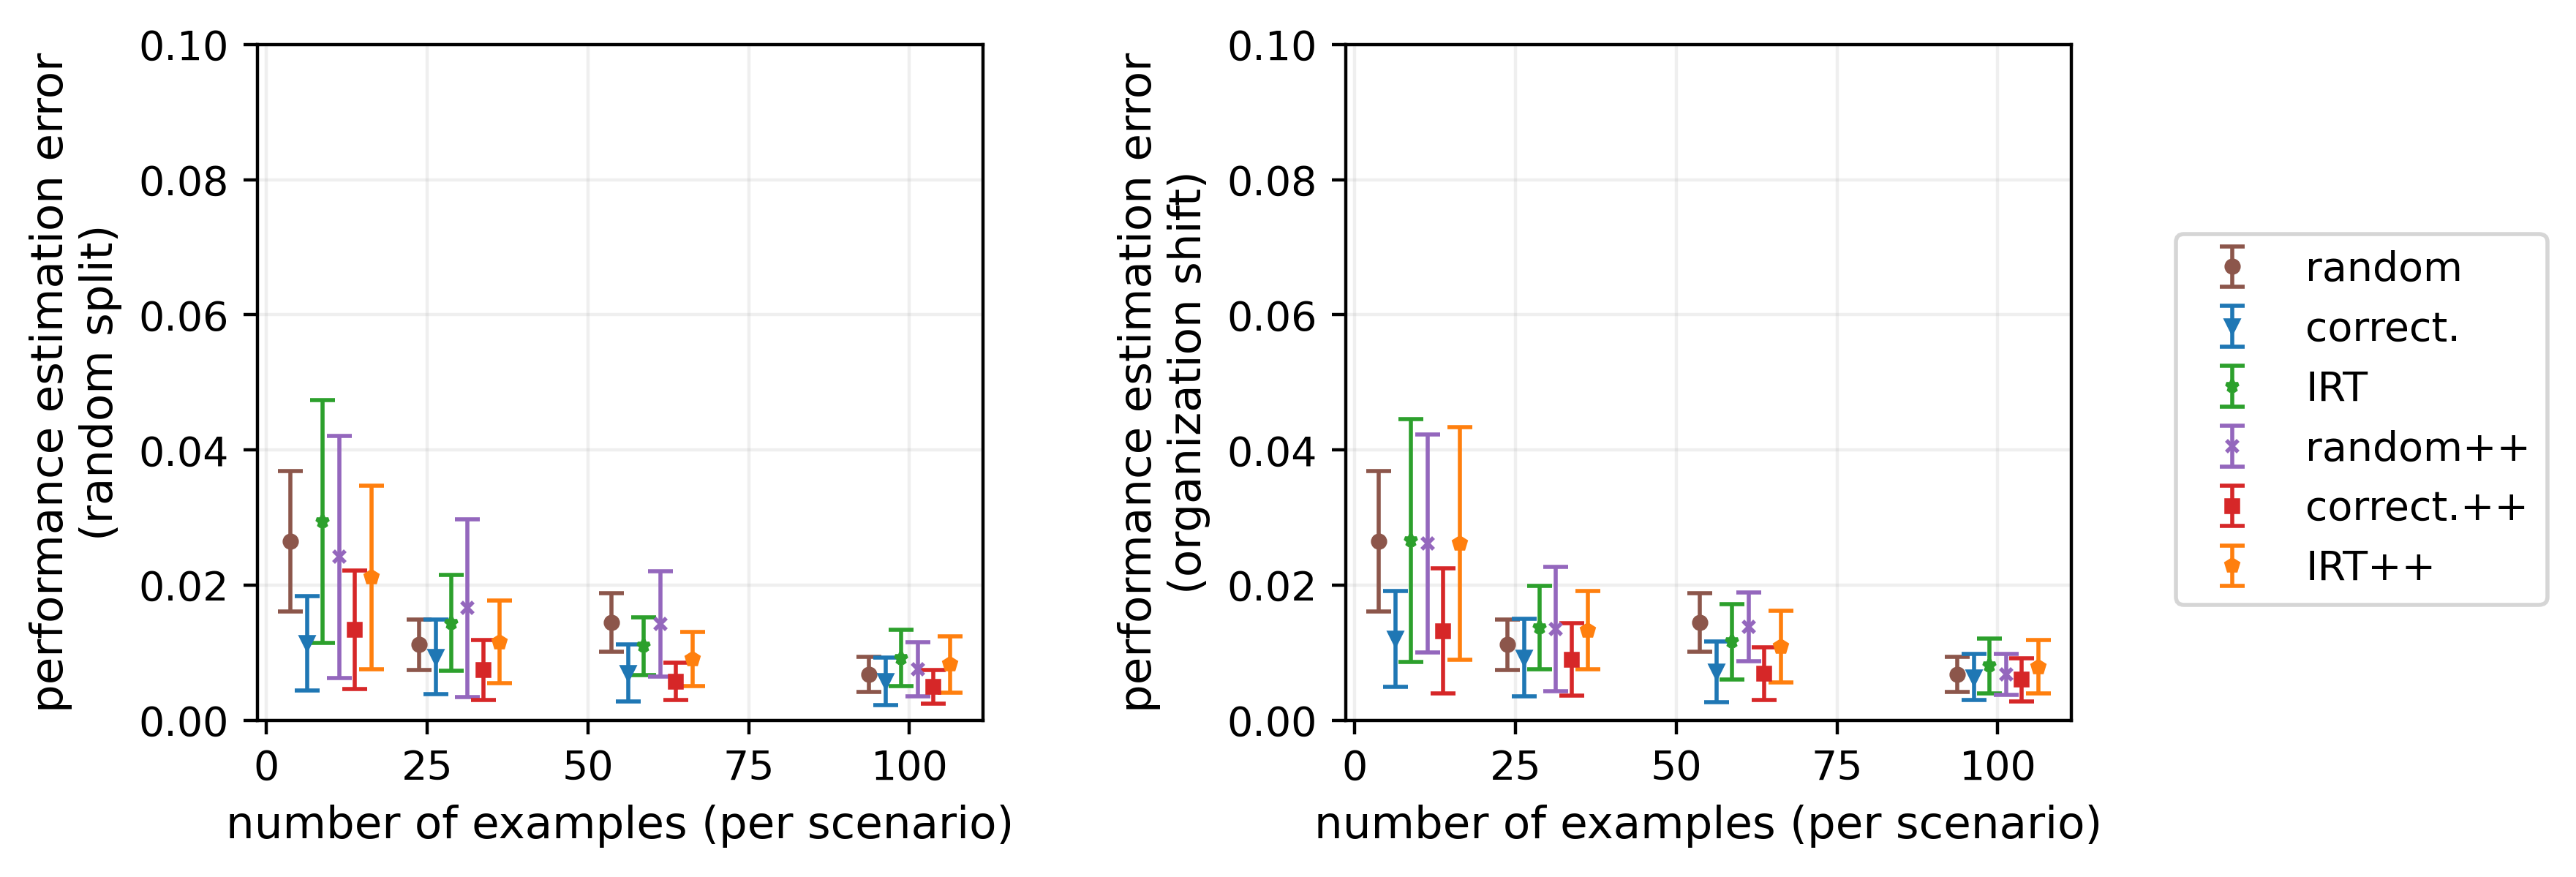 performance estimation error
(random split)
0.10
0.08
0.06
0.04
0.02
0.00
0 25 50 75 100
number of examples (per scenario)
performance estimation error
(organization shift)
0.10
0.08
0.06
0.04
0.02
0.00
0 25 50 75 100
number of examples (per scenario)
random
correct.
IRT
random++
correct.++
IRT++